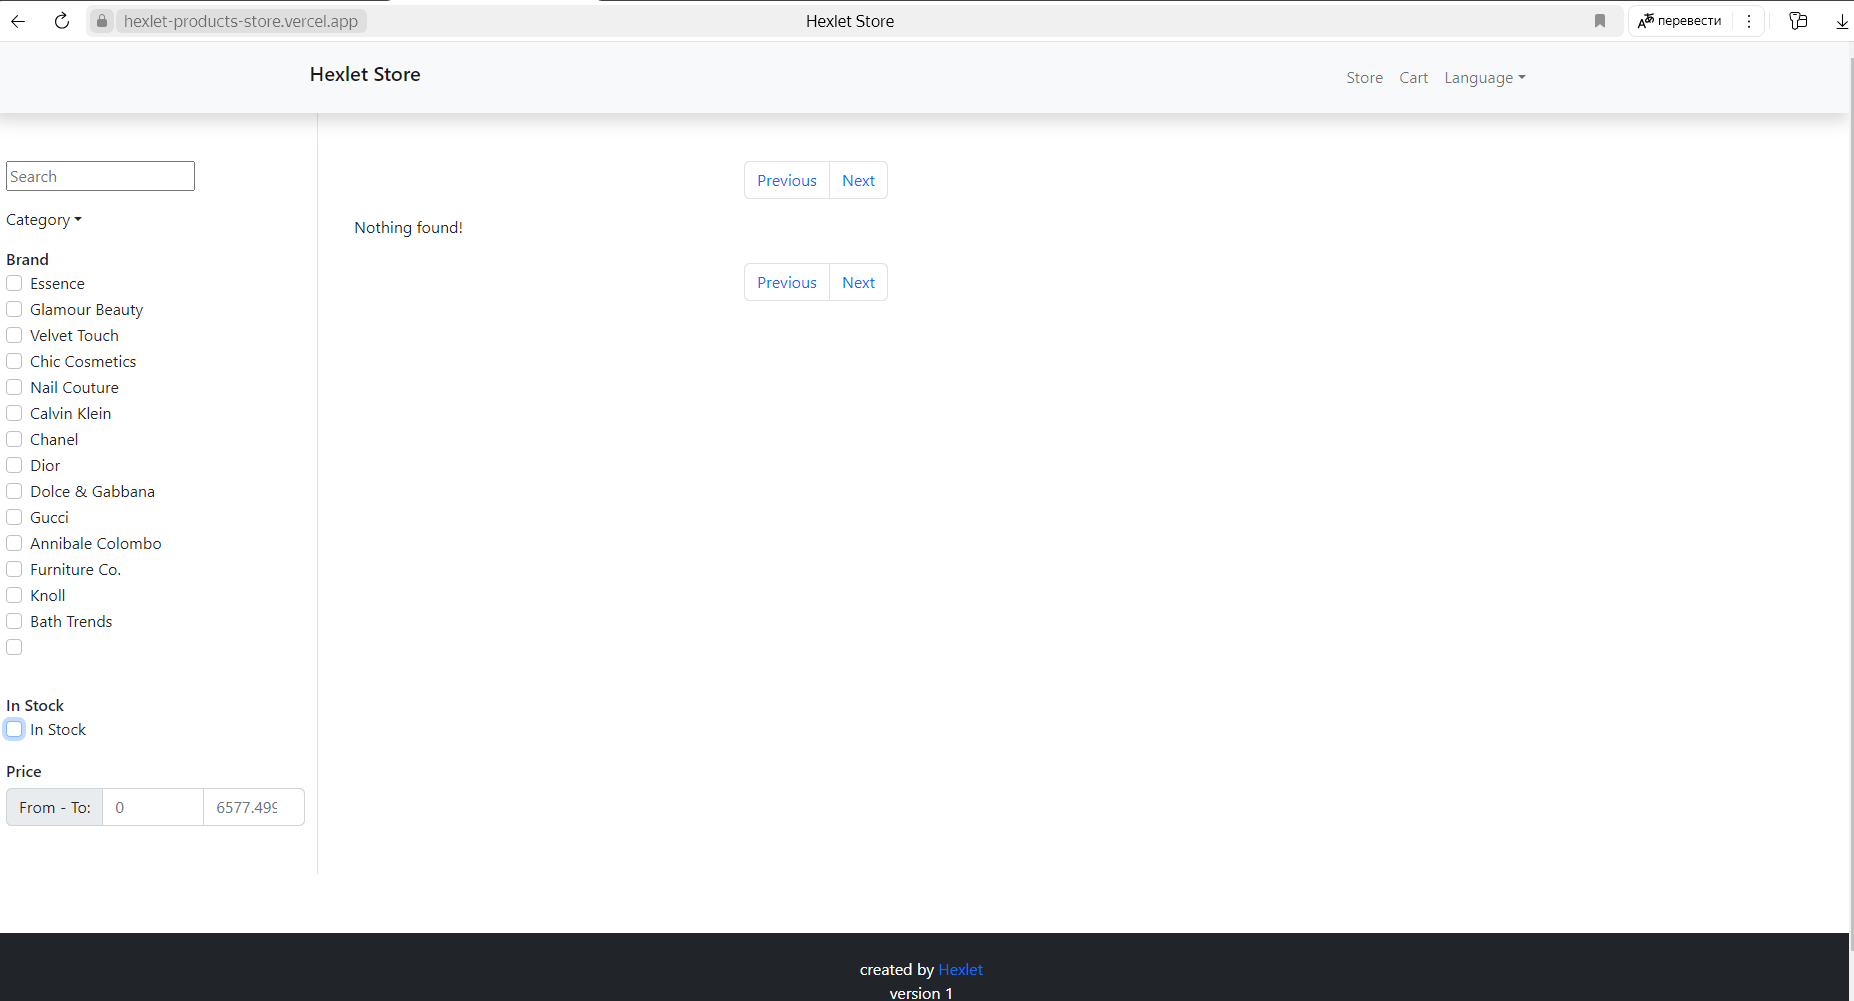 hexlet-products-store.vercel.app
Hexlet Store
перевести
Hexlet Store
Store
Cart
Language
Search
Category
Brand
Essence
Glamour Beauty
Velvet Touch
Chic Cosmetics
Nail Couture
Calvin Klein
Chanel
Dior
Dolce & Gabbana
Gucci
Annibale Colombo
Furniture Co.
Knoll
Bath Trends
In Stock
In Stock
Price
From - To: 0 6577.499
Previous Next
Nothing found!
Previous Next
created by Hexlet
version 1